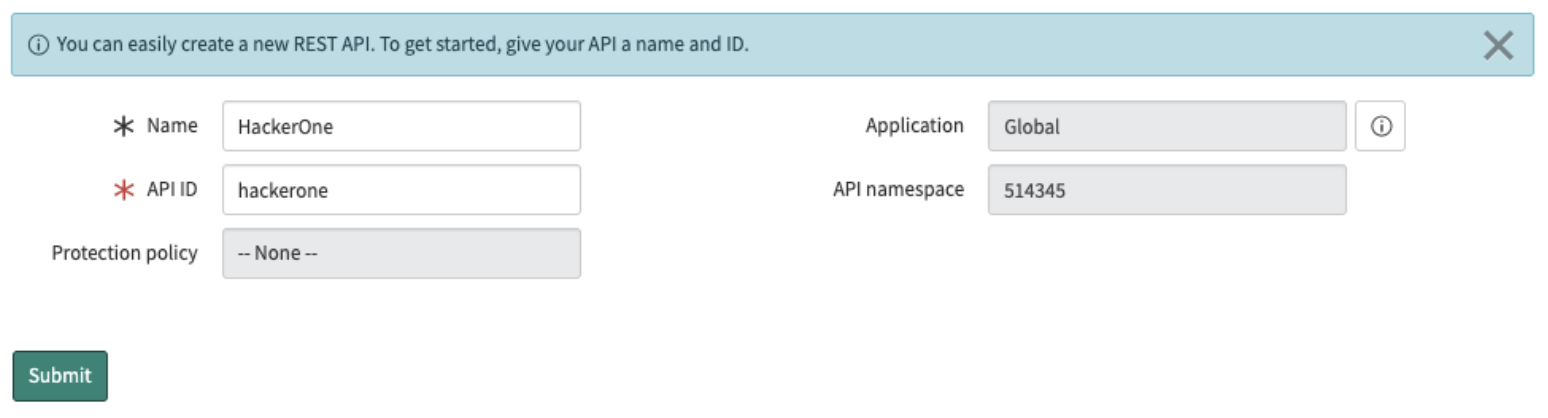 You can easily create a new REST API. To get started, give your API a name and ID.
Name HackerOne Application Global
API ID hackerone API namespace 514345
Protection policy -- None --
Submit